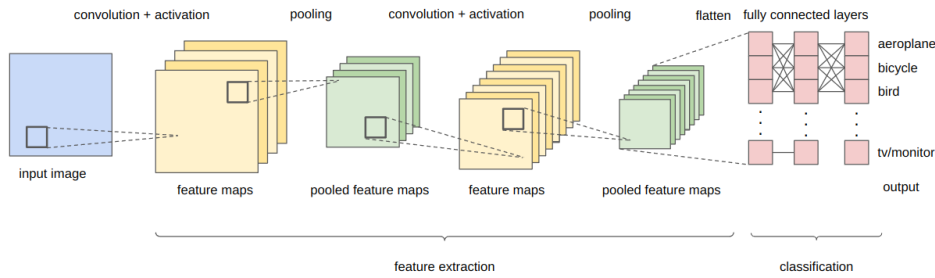 convolution + activation
pooling
convolution + activation
pooling
flatten
fully connected layers
aeroplane
bicycle
bird
tv/monitor
output
input image
feature maps
pooled feature maps
feature maps
pooled feature maps
feature extraction
classification